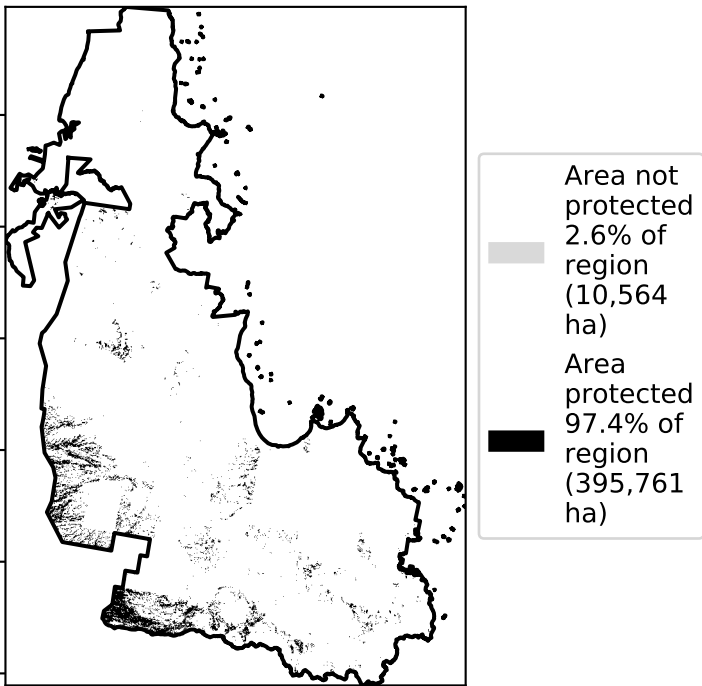 Area not
protected
2.6% of
region
(10,564
ha)
Area
protected
97.4% of
region
(395,761
ha)